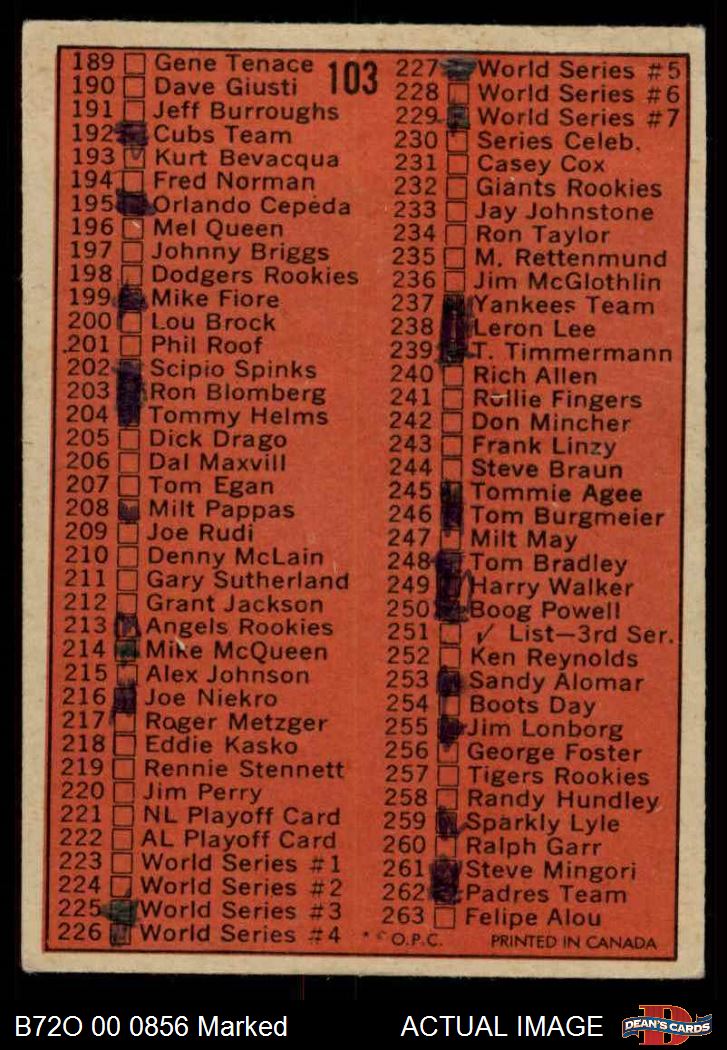 103
189 Gene Tenace
190 Dave Giusti
191 Jeff Burroughs
192 Cubs Team
193 Kurt Bevacqua
194 Fred Norman
195 Orlando Cepeda
196 Mel Queen
197 Johnny Briggs
198 Dodgers Rookies
199 Mike Fiore
200 Lou Brock
201 Phil Roof
202 Scipio Spinks
203 Ron Blomberg
204 Tommy Helms
205 Dick Drago
206 Dal Maxvill
207 Tom Egan
208 Milt Pappas
209 Joe Rudi
210 Denny McLain
211 Gary Sutherland
212 Grant Jackson
213 Angels Rookies
214 Mike McQueen
215 Alex Johnson
216 Joe Niekro
217 Roger Metzger
218 Eddie Kasko
219 Rennie Stennett
220 Jim Perry
221 NL Playoff Card
222 AL Playoff Card
223 World Series #1
224 World Series #2
225 World Series #3
226 World Series #4
227 World Series #5
228 World Series #6
229 World Series #7
230 Series Celeb.
231 Casey Cox
232 Giants Rookies
233 Jay Johnstone
234 Ron Taylor
235 M. Rettenmund
236 Jim McGlothlin
237 Yankees Team
238 Leron Lee
239 T. Timmermann
240 Rich Allen
241 Rollie Fingers
242 Don Mincher
243 Frank Linzy
244 Steve Braun
245 Tommie Agee
246 Tom Burgmeier
247 Milt May
248 Tom Bradley
249 Harry Walker
250 Boog Powell
251 ✓ List—3rd Ser.
252 Ken Reynolds
253 Sandy Alomar
254 Boots Day
255 Jim Lonborg
256 George Foster
257 Tigers Rookies
258 Randy Hundley
259 Sparkly Lyle
260 Ralph Garr
261 Steve Mingori
262 Padres Team
263 Felipe Alou
* © O.P.C. PRINTED IN CANADA
B72O 00 0856 Marked ACTUAL IMAGE DEAN'S CARDS